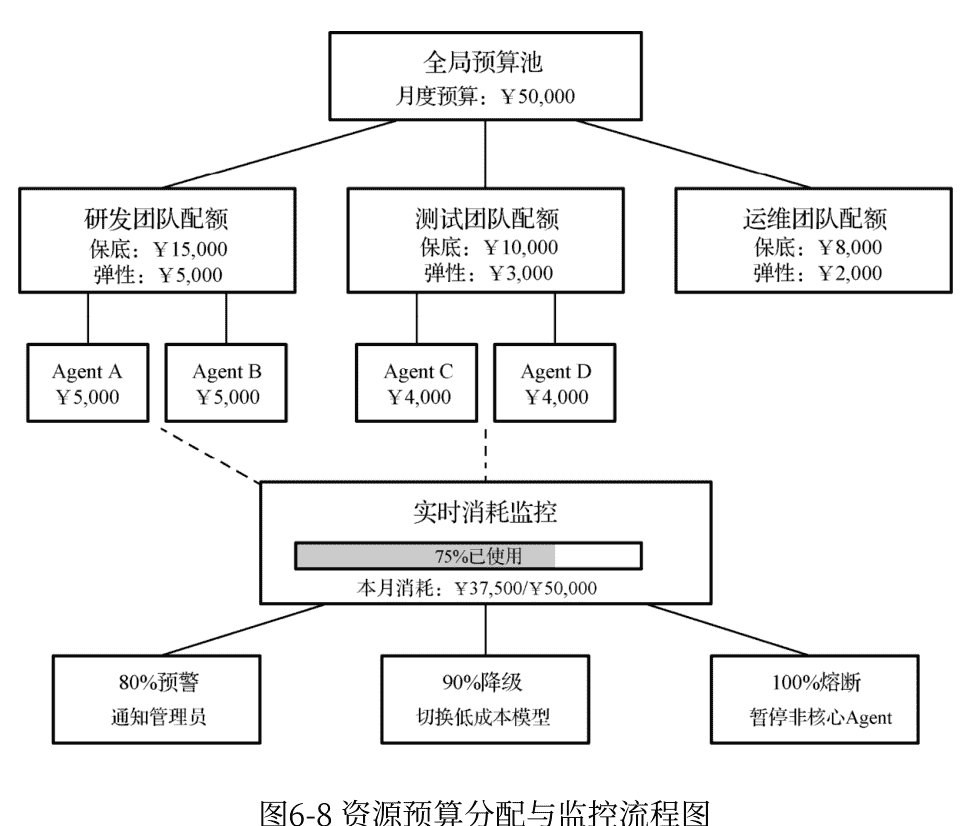 全局预算池
月度预算：￥50,000
研发团队配额
保底：￥15,000
弹性：￥5,000
测试团队配额
保底：￥10,000
弹性：￥3,000
运维团队配额
保底：￥8,000
弹性：￥2,000
Agent A
￥5,000
Agent B
￥5,000
Agent C
￥4,000
Agent D
￥4,000
实时消耗监控
75%已使用
本月消耗：￥37,500/￥50,000
80%预警
通知管理员
90%降级
切换低成本模型
100%熔断
暂停非核心Agent
图6-8 资源预算分配与监控流程图